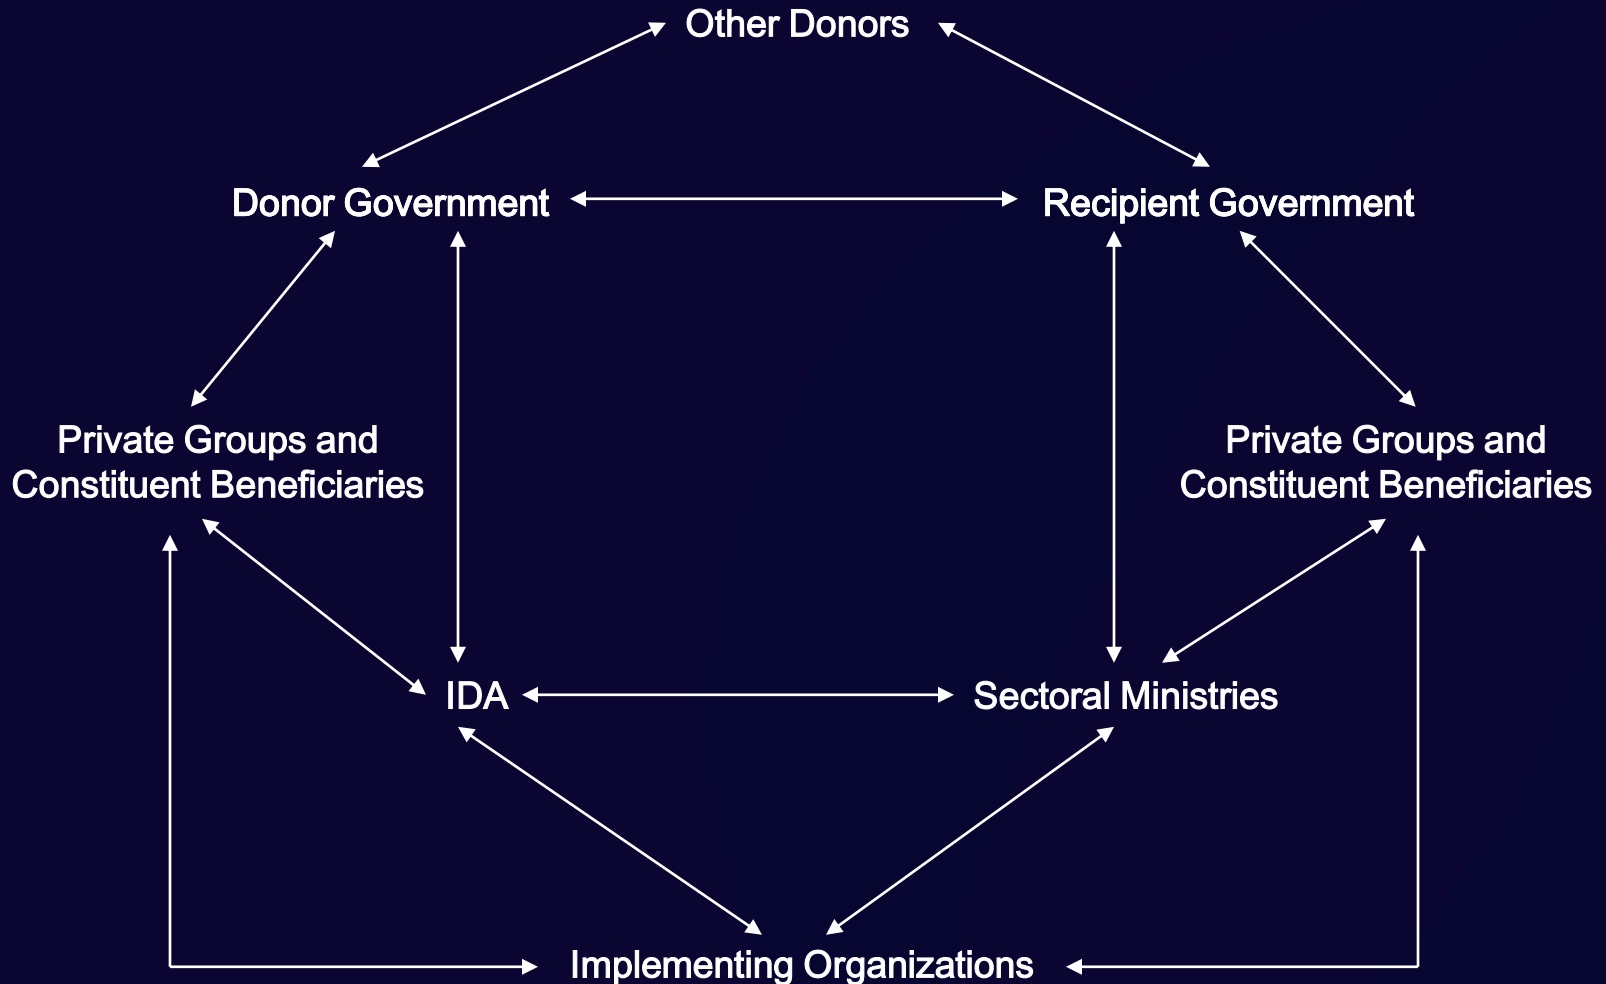 Other Donors
Donor Government
Recipient Government
Private Groups and
Constituent Beneficiaries
Private Groups and
Constituent Beneficiaries
IDA
Sectoral Ministries
Implementing Organizations